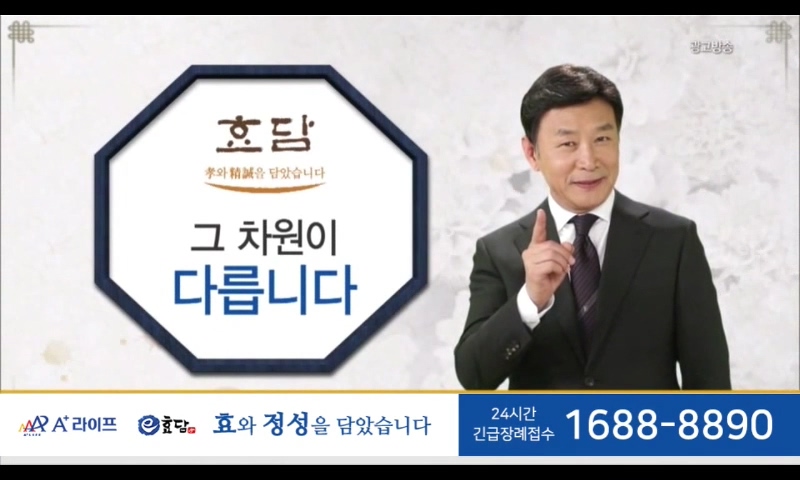 광고방송
효담
孝와 精誠을 담았습니다
그 차원이
다릅니다
A+라이프
효담
효와 정성을 담았습니다
24시간
긴급장례접수
1688-8890